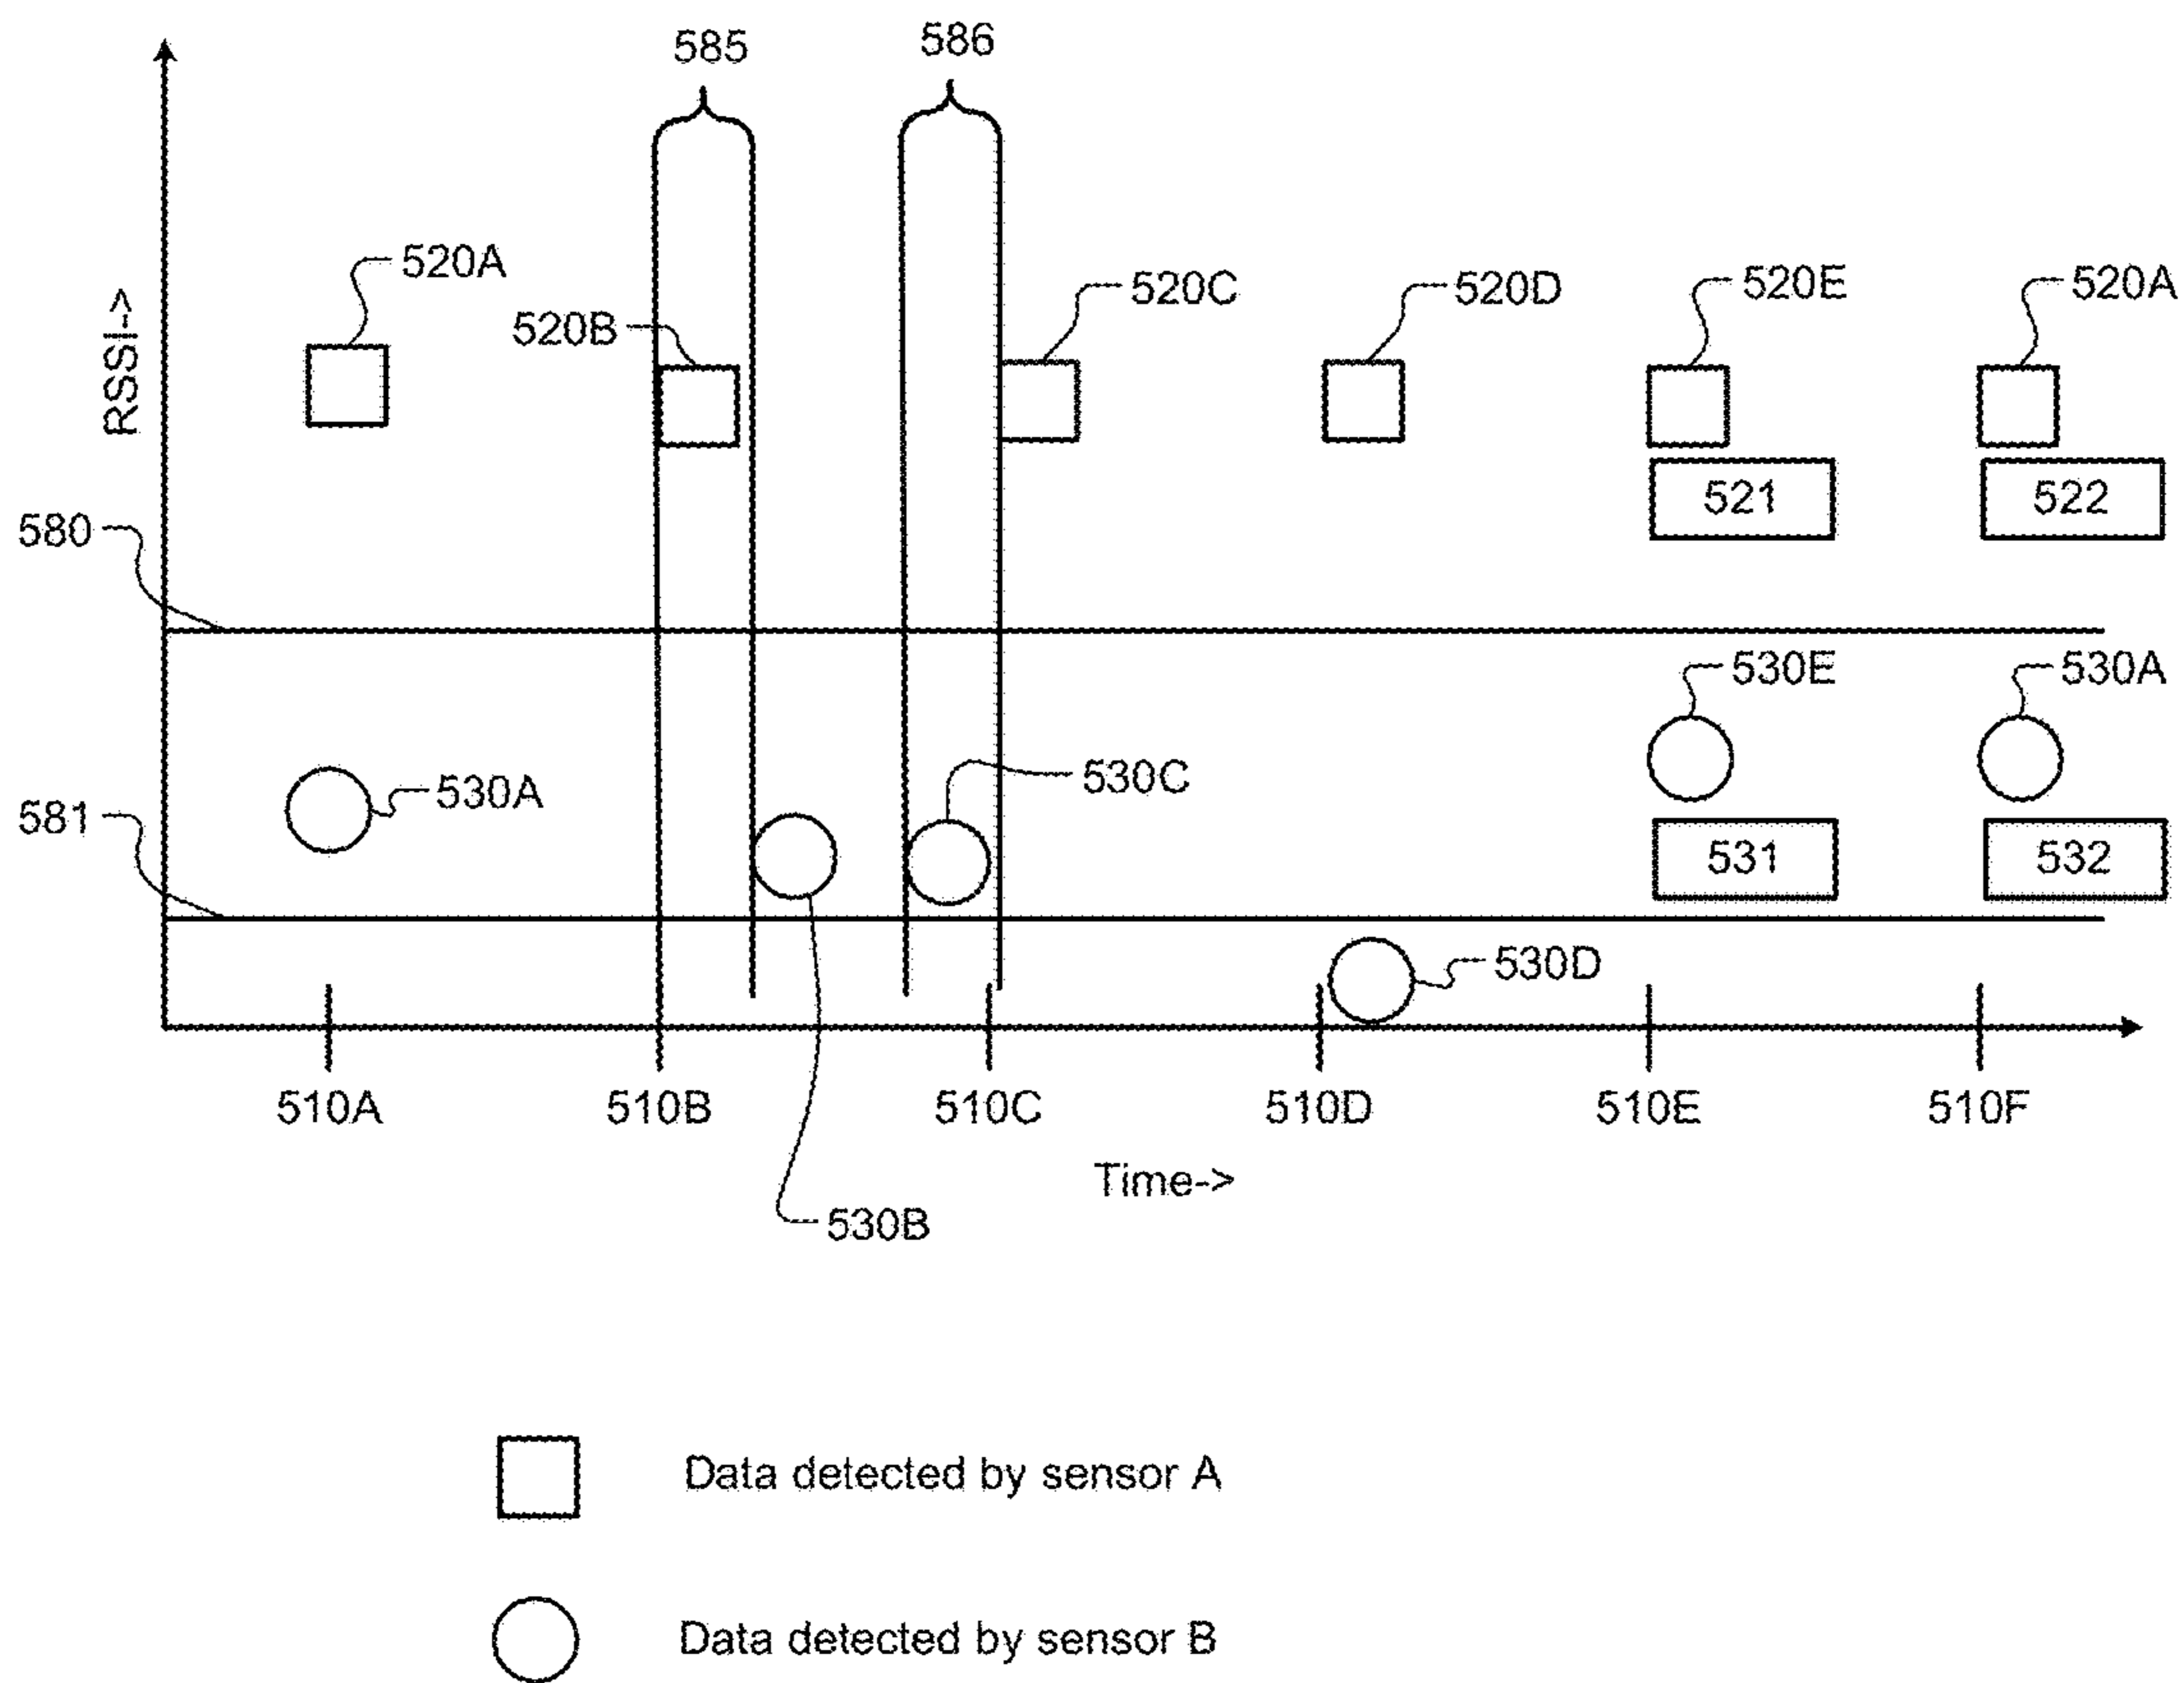 585
586
520A
520B
520C
520D
520E
520A
RSSI->
521
522
580
530E
530A
530A
530C
581
531
532
530D
510A
510B
510C
510D
510E
510F
Time->
530B
Data detected by sensor A
Data detected by sensor B